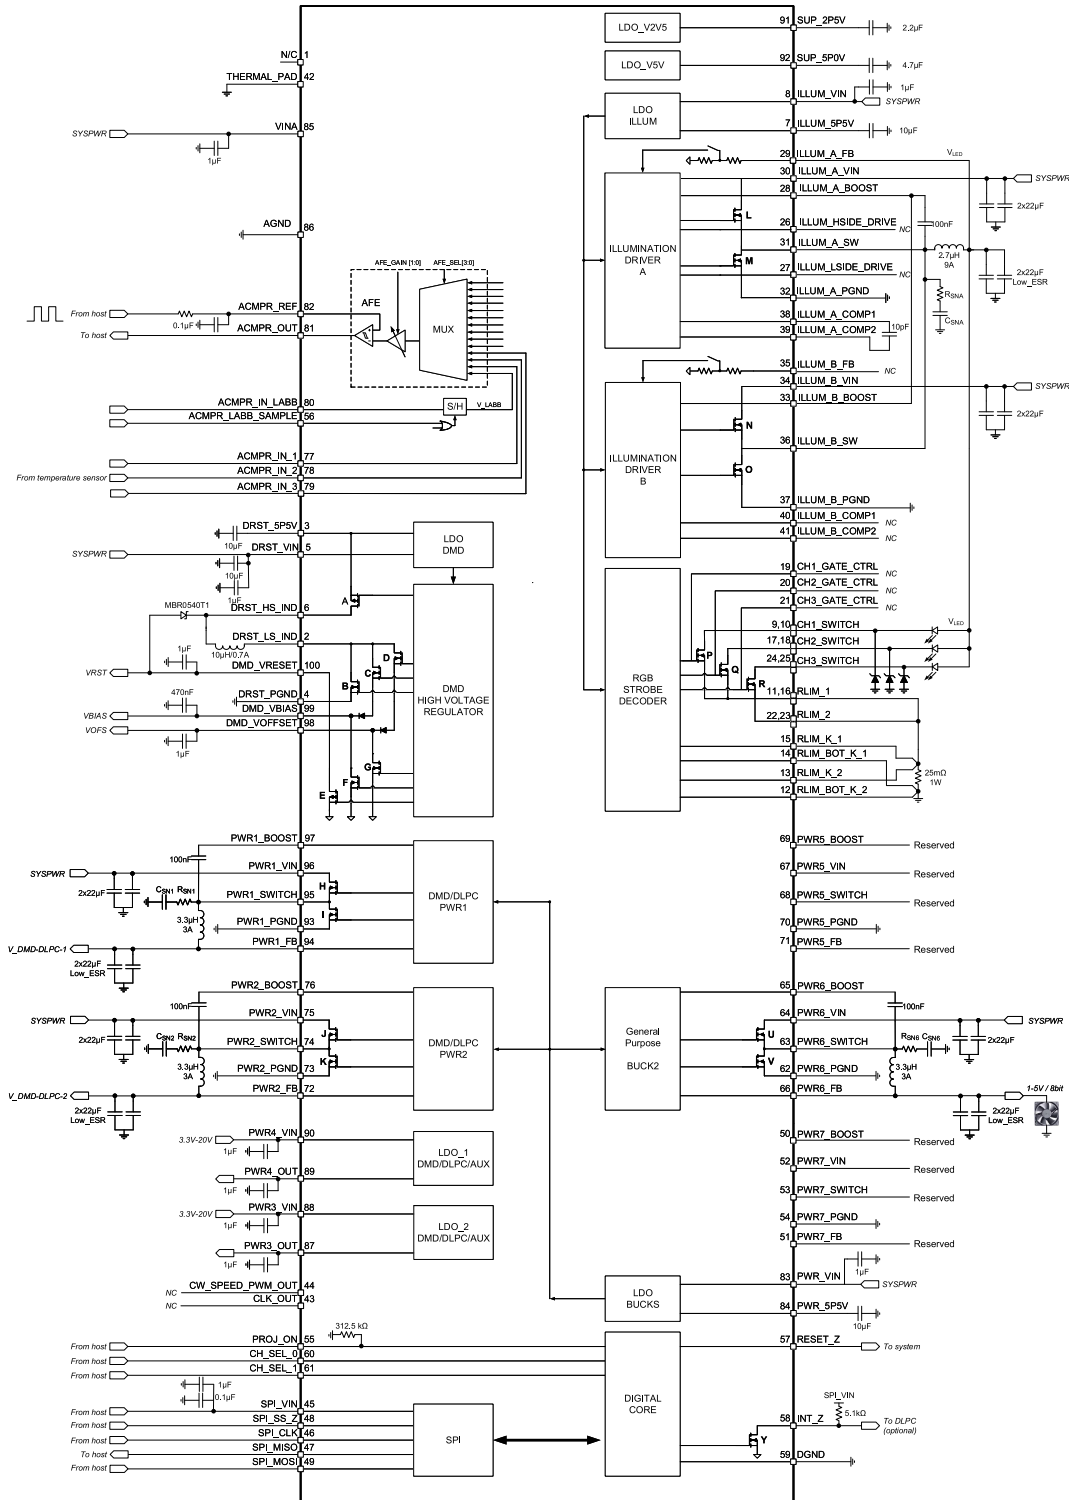 N/C 1
THERMAL_PAD 42
SYSPWR VINA 85
1µF
AGND 86
AFE_GAIN [1:0] AFE_SEL[3:0]
AFE
MUX
From host ACMPR_REF 82
0.1µF
To host ACMPR_OUT 81
ACMPR_IN_LABB 80
S/H V_LABB
ACMPR_LABB_SAMPLE 56
ACMPR_IN_1 77
From temperature sensor ACMPR_IN_2 78
ACMPR_IN_3 79
DRST_5P5V 3
10µF
LDO
DMD
SYSPWR DRST_VIN 5
10µF
1µF
MBR0540T1
DRST_HS_IND 6
A
DRST_LS_IND 2
10µH/0.7A
1µF
VRST DMD_VRESET 100
D
C
B
DMD
HIGH VOLTAGE
REGULATOR
470nF
DRST_PGND 4
VBIAS DMD_VBIAS 99
VOFS DMD_VOFFSET 98
1µF
G
F
E
PWR1_BOOST 97
100nF
SYSPWR PWR1_VIN 96
2x22µF
CSN1 RSN1
PWR1_SWITCH 95
H
I
3.3µH
3A
PWR1_PGND 93
V_DMD-DLPC-1 PWR1_FB 94
2x22µF
Low_ESR
DMD/DLPC
PWR1
PWR2_BOOST 76
100nF
SYSPWR PWR2_VIN 75
2x22µF
CSN2 RSN2
PWR2_SWITCH 74
J
K
3.3µH
3A
PWR2_PGND 73
V_DMD-DLPC-2 PWR2_FB 72
2x22µF
Low_ESR
DMD/DLPC
PWR2
3.3V-20V PWR4_VIN 90
1µF
PWR4_OUT 89
1µF
LDO_1
DMD/DLPC/AUX
3.3V-20V PWR3_VIN 88
1µF
PWR3_OUT 87
1µF
LDO_2
DMD/DLPC/AUX
NC CW_SPEED_PWM_OUT 44
NC CLK_OUT 43
312.5 kΩ
From host PROJ_ON 55
From host CH_SEL_0 60
From host CH_SEL_1 61
1µF
0.1µF
From host SPI_VIN 45
From host SPI_SS_Z 48
From host SPI_CLK 46
To host SPI_MISO 47
From host SPI_MOSI 49
SPI
LDO_V2V5
91 SUP_2P5V
2.2µF
LDO_V5V
92 SUP_5P0V
4.7µF
1µF
LDO
ILLUM
8 ILLUM_VIN SYSPWR
7 ILLUM_5P5V
10µF
29 ILLUM_A_FB
VLED
30 ILLUM_A_VIN SYSPWR
28 ILLUM_A_BOOST
2x22µF
L
26 ILLUM_HSIDE_DRIVE NC
100nF
ILLUMINATION
DRIVER
A
31 ILLUM_A_SW
2.7µH
9A
M
27 ILLUM_LSIDE_DRIVE NC
2x22µF
Low_ESR
32 ILLUM_A_PGND
RSNA
CSNA
38 ILLUM_A_COMP1
39 ILLUM_A_COMP2
10pF
35 ILLUM_B_FB NC
34 ILLUM_B_VIN SYSPWR
33 ILLUM_B_BOOST
2x22µF
N
36 ILLUM_B_SW
ILLUMINATION
DRIVER
B
O
37 ILLUM_B_PGND
40 ILLUM_B_COMP1 NC
41 ILLUM_B_COMP2 NC
19 CH1_GATE_CTRL NC
20 CH2_GATE_CTRL NC
21 CH3_GATE_CTRL NC
9,10 CH1_SWITCH
VLED
17,18 CH2_SWITCH
P
24,25 CH3_SWITCH
Q
R
RGB
STROBE
DECODER
11,16 RLIM_1
22,23 RLIM_2
15 RLIM_K_1
14 RLIM_BOT_K_1
13 RLIM_K_2
25mΩ
1W
12 RLIM_BOT_K_2
69 PWR5_BOOST Reserved
67 PWR5_VIN Reserved
68 PWR5_SWITCH Reserved
70 PWR5_PGND
71 PWR5_FB Reserved
65 PWR6_BOOST
100nF
64 PWR6_VIN SYSPWR
U
63 PWR6_SWITCH
RSN6 CSN6
2x22µF
General
Purpose
BUCK2
V
62 PWR6_PGND
3.3µH
3A
66 PWR6_FB
1-5V / 8bit
2x22µF
Low_ESR
50 PWR7_BOOST Reserved
52 PWR7_VIN Reserved
53 PWR7_SWITCH Reserved
54 PWR7_PGND
51 PWR7_FB Reserved
1µF
LDO
BUCKS
83 PWR_VIN SYSPWR
84 PWR_5P5V
10µF
57 RESET_Z To system
DIGITAL
CORE
SPI_VIN
5.1kΩ
58 INT_Z To DLPC
(optional)
Y
59 DGND